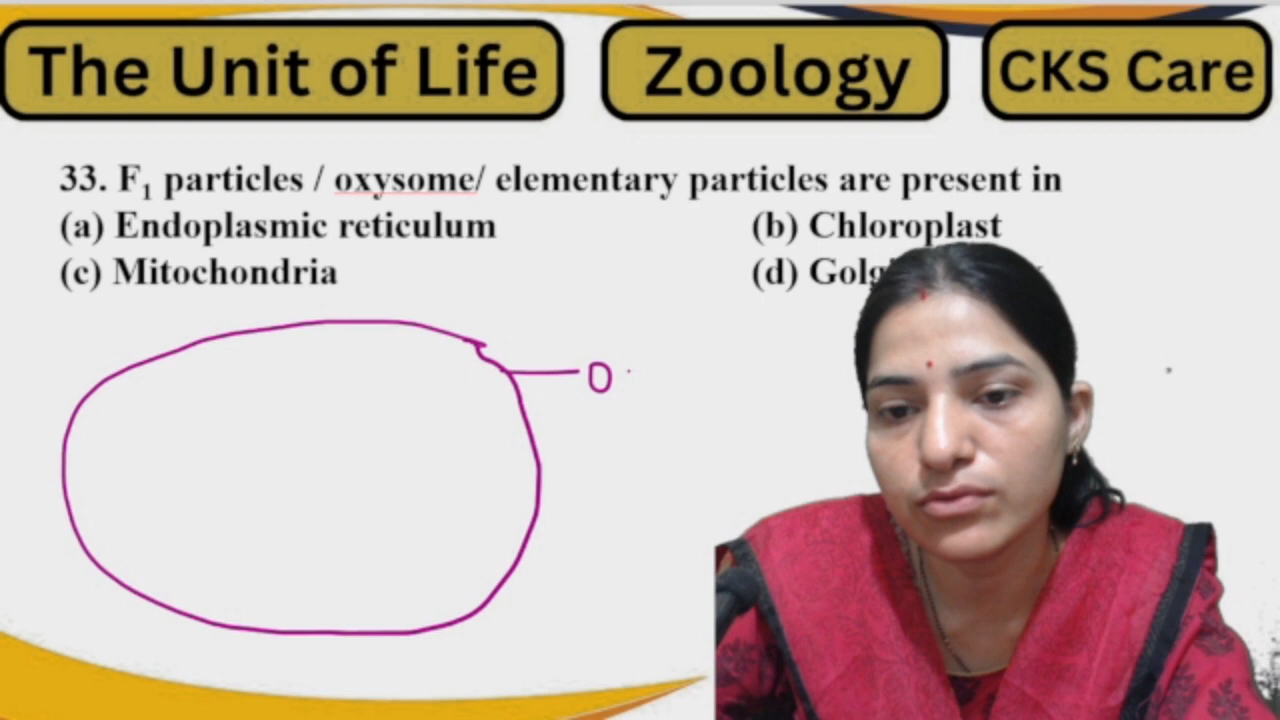 The Unit of Life
Zoology
CKS Care
33. F₁ particles / oxysome/ elementary particles are present in
(a) Endoplasmic reticulum
(b) Chloroplast
(c) Mitochondria
(d)
O